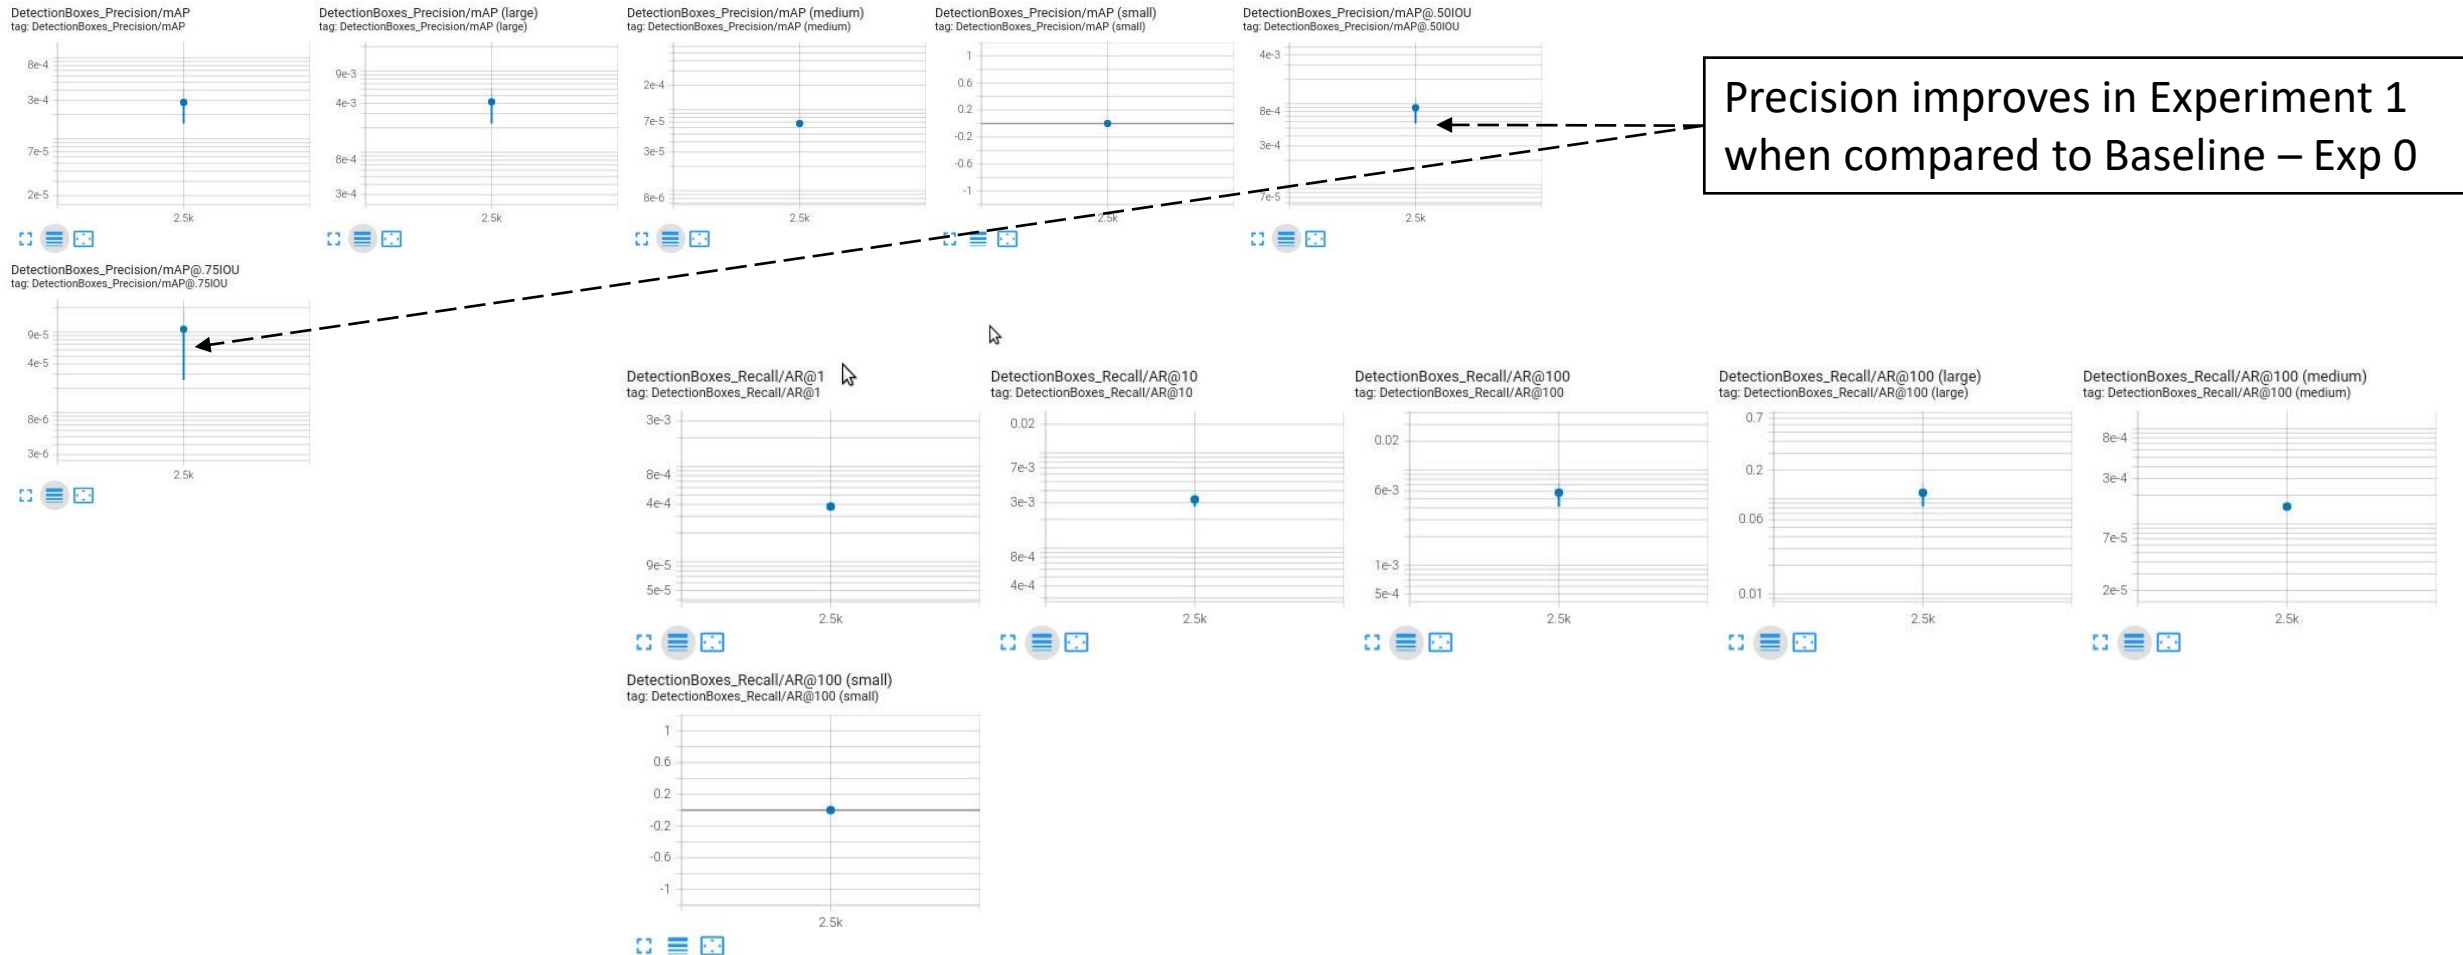 DetectionBoxes_Precision/mAP
tag: DetectionBoxes_Precision/mAP
8e-4
3e-4
7e-5
2e-5
2.5k
DetectionBoxes_Precision/mAP (large)
tag: DetectionBoxes_Precision/mAP (large)
9e-3
4e-3
8e-4
3e-4
2.5k
DetectionBoxes_Precision/mAP (medium)
tag: DetectionBoxes_Precision/mAP (medium)
2e-4
7e-5
3e-5
8e-6
2.5k
DetectionBoxes_Precision/mAP (small)
tag: DetectionBoxes_Precision/mAP (small)
1
0.6
0.2
-0.2
-0.6
-1
2.5k
DetectionBoxes_Precision/mAP@.50IOU
tag: DetectionBoxes_Precision/mAP@.50IOU
4e-3
8e-4
3e-4
7e-5
2.5k
Precision improves in Experiment 1
when compared to Baseline – Exp 0
DetectionBoxes_Precision/mAP@.75IOU
tag: DetectionBoxes_Precision/mAP@.75IOU
9e-5
4e-5
8e-6
3e-6
2.5k
DetectionBoxes_Recall/AR@1
tag: DetectionBoxes_Recall/AR@1
3e-3
8e-4
4e-4
9e-5
5e-5
2.5k
DetectionBoxes_Recall/AR@10
tag: DetectionBoxes_Recall/AR@10
0.02
7e-3
3e-3
8e-4
4e-4
2.5k
DetectionBoxes_Recall/AR@100
tag: DetectionBoxes_Recall/AR@100
0.02
6e-3
1e-3
5e-4
2.5k
DetectionBoxes_Recall/AR@100 (large)
tag: DetectionBoxes_Recall/AR@100 (large)
0.7
0.2
0.06
0.01
2.5k
DetectionBoxes_Recall/AR@100 (medium)
tag: DetectionBoxes_Recall/AR@100 (medium)
8e-4
3e-4
7e-5
2e-5
2.5k
DetectionBoxes_Recall/AR@100 (small)
tag: DetectionBoxes_Recall/AR@100 (small)
1
0.6
0.2
-0.2
-0.6
-1
2.5k